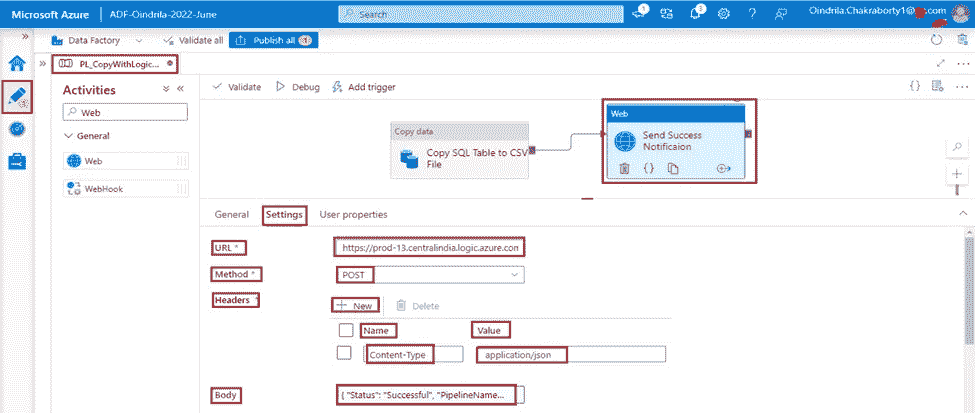 Microsoft Azure
ADF-Oindrila-2022-June
Search
1
3
Oindrila.Chakraborty1@
Data Factory
Validate all
Publish all
PL_CopyWithLogic...
Activities
Validate
Debug
Add trigger
Web
General
Web
WebHook
Copy data
Copy SQL Table to CSV
File
Web
Send Success
Notificaion
General
Settings
User properties
URL *
https://prod-13.centralindia.logic.azure.con
Method *
POST
Headers
New
Delete
Name
Value
Content-Type
application/json
Body
{ "Status": "Successful", "PipelineName...